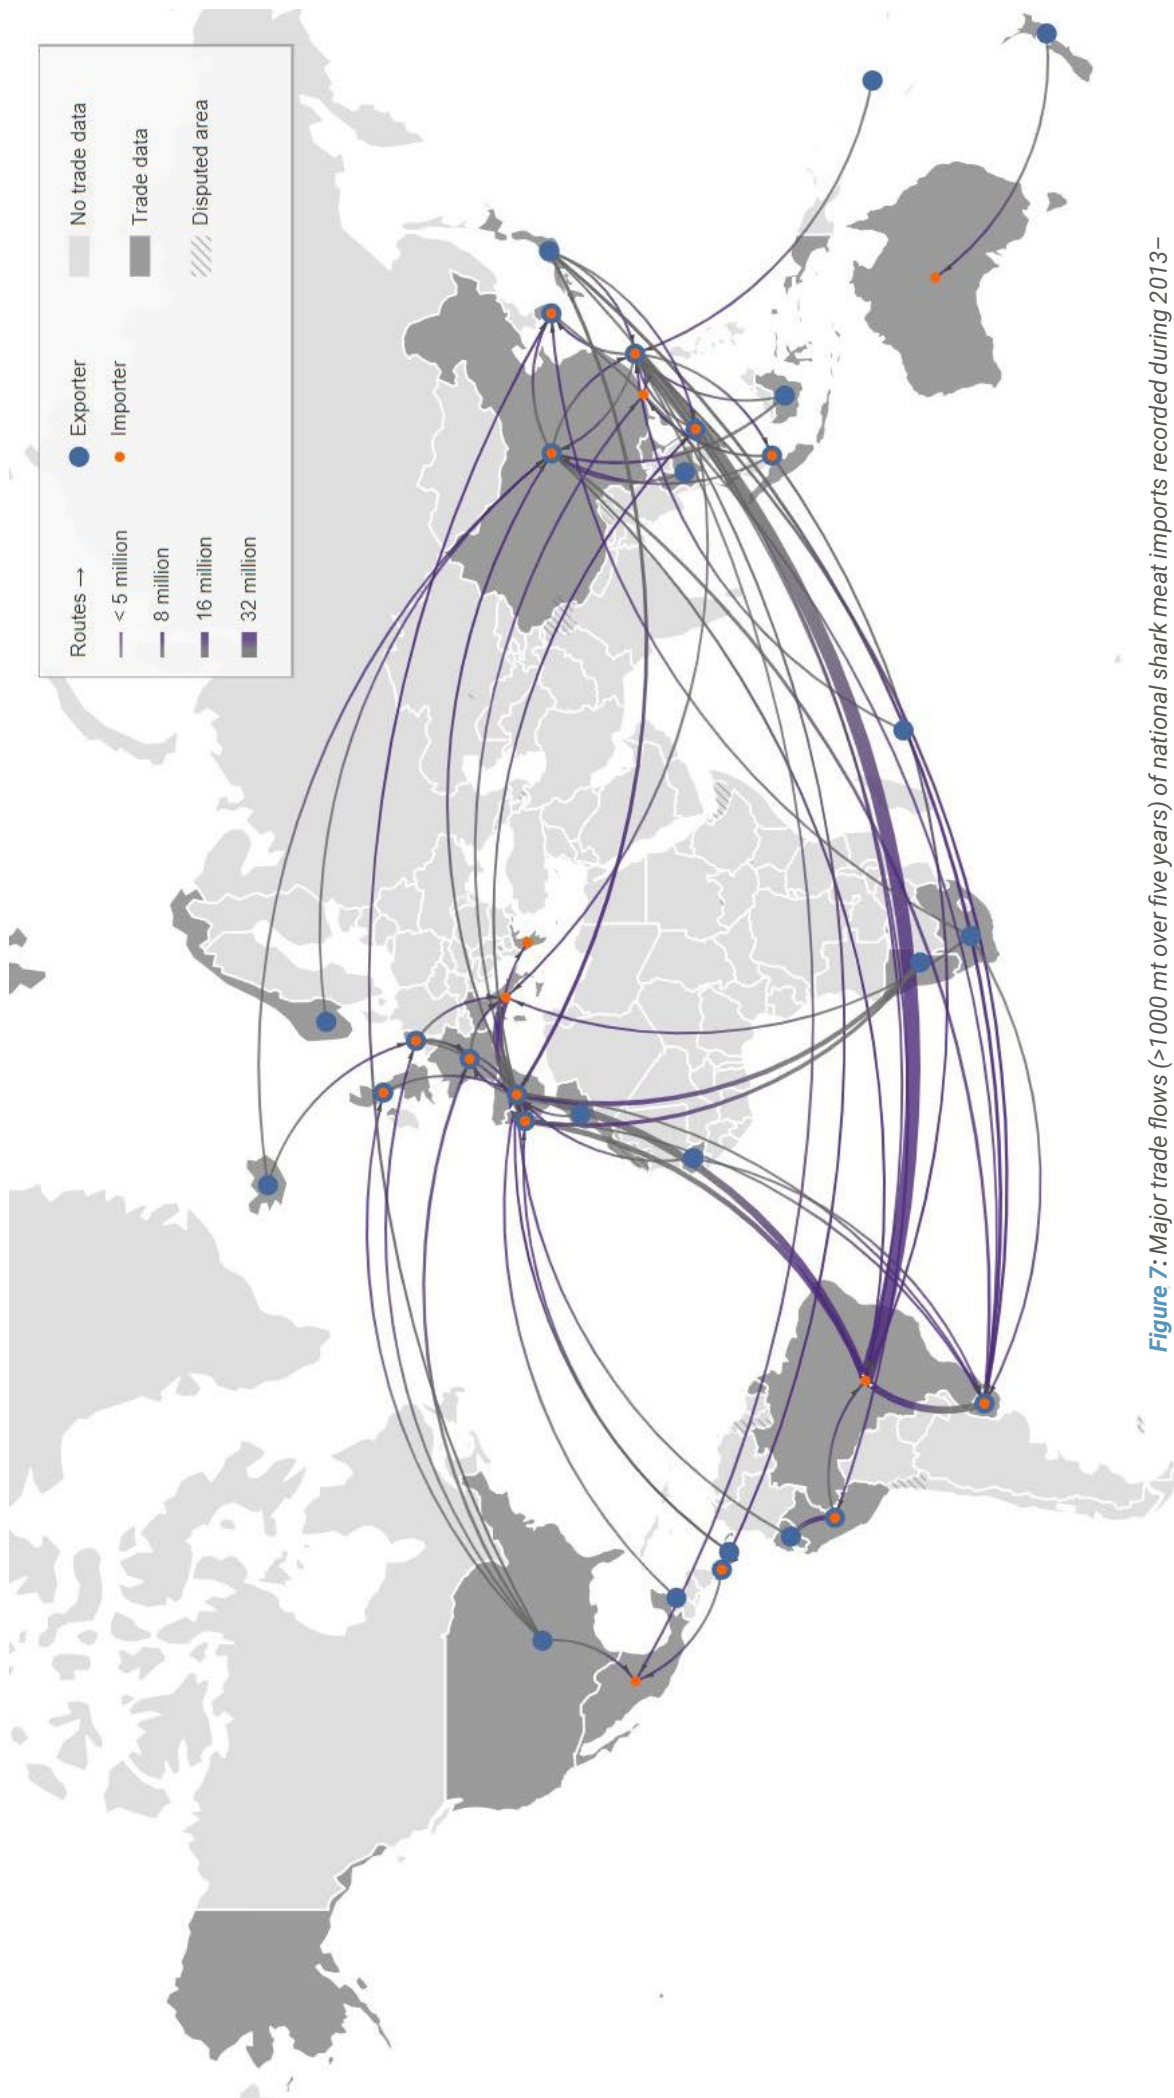 Routes →
< 5 million
8 million
16 million
32 million
Exporter
Importer
No trade data
Trade data
Disputed area
Figure 7: Major trade flows (>1000 mt over five years) of national shark meat imports recorded during 2013–